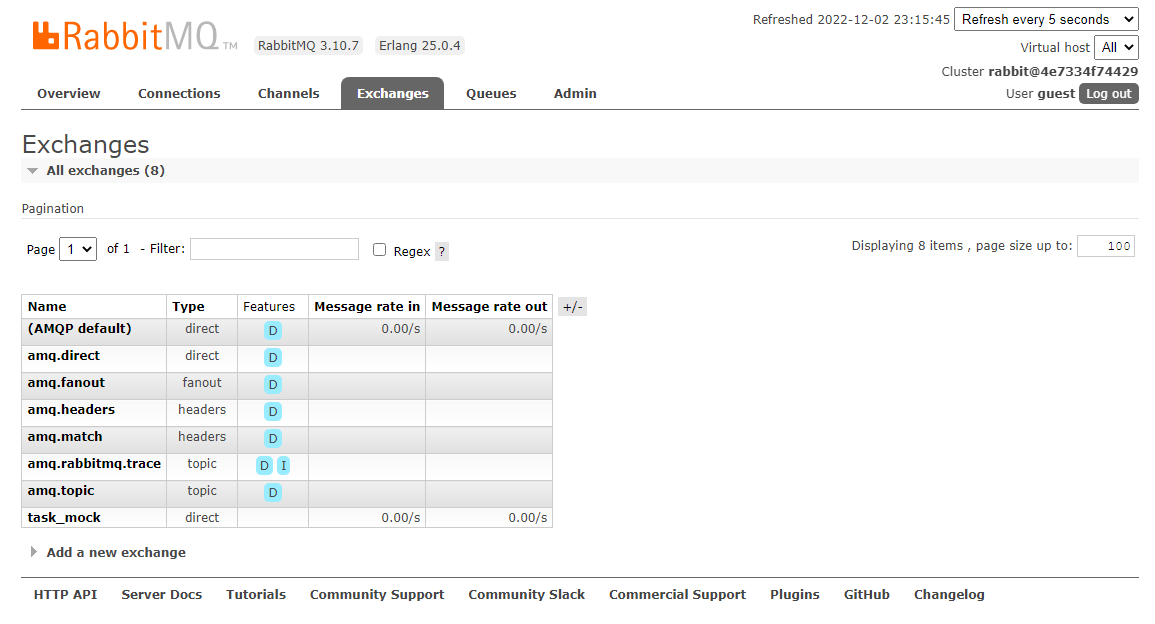 RabbitMQ TM RabbitMQ 3.10.7 Erlang 25.0.4
Refreshed 2022-12-02 23:15:45 Refresh every 5 seconds
Virtual host All
Cluster rabbit@4e7334f74429
User guest Log out
Overview Connections Channels Exchanges Queues Admin
Exchanges
All exchanges (8)
Pagination
Page 1 of 1 - Filter: Regex ? Displaying 8 items , page size up to: 100
Name Type Features Message rate in Message rate out +/-
(AMQP default) direct D 0.00/s 0.00/s
amq.direct direct D
amq.fanout fanout D
amq.headers headers D
amq.match headers D
amq.rabbitmq.trace topic D I
amq.topic topic D
task_mock direct 0.00/s 0.00/s
Add a new exchange
HTTP API Server Docs Tutorials Community Support Community Slack Commercial Support Plugins GitHub Changelog